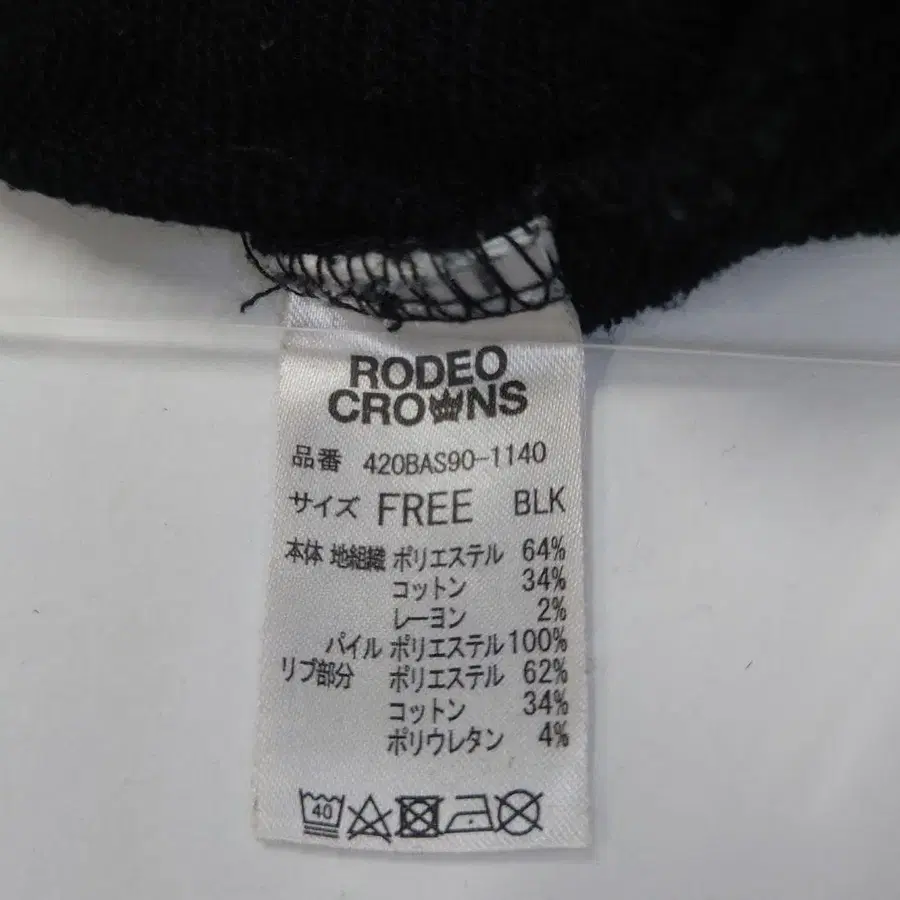 RODEO
CROWNS
品番 420BAS90-1140
サイズ FREE BLK
本体 地組織 ポリエステル 64%
コットン 34%
レーヨン 2%
パイル ポリエステル 100%
リブ部分 ポリエステル 62%
コットン 34%
ポリウレタン 4%
40